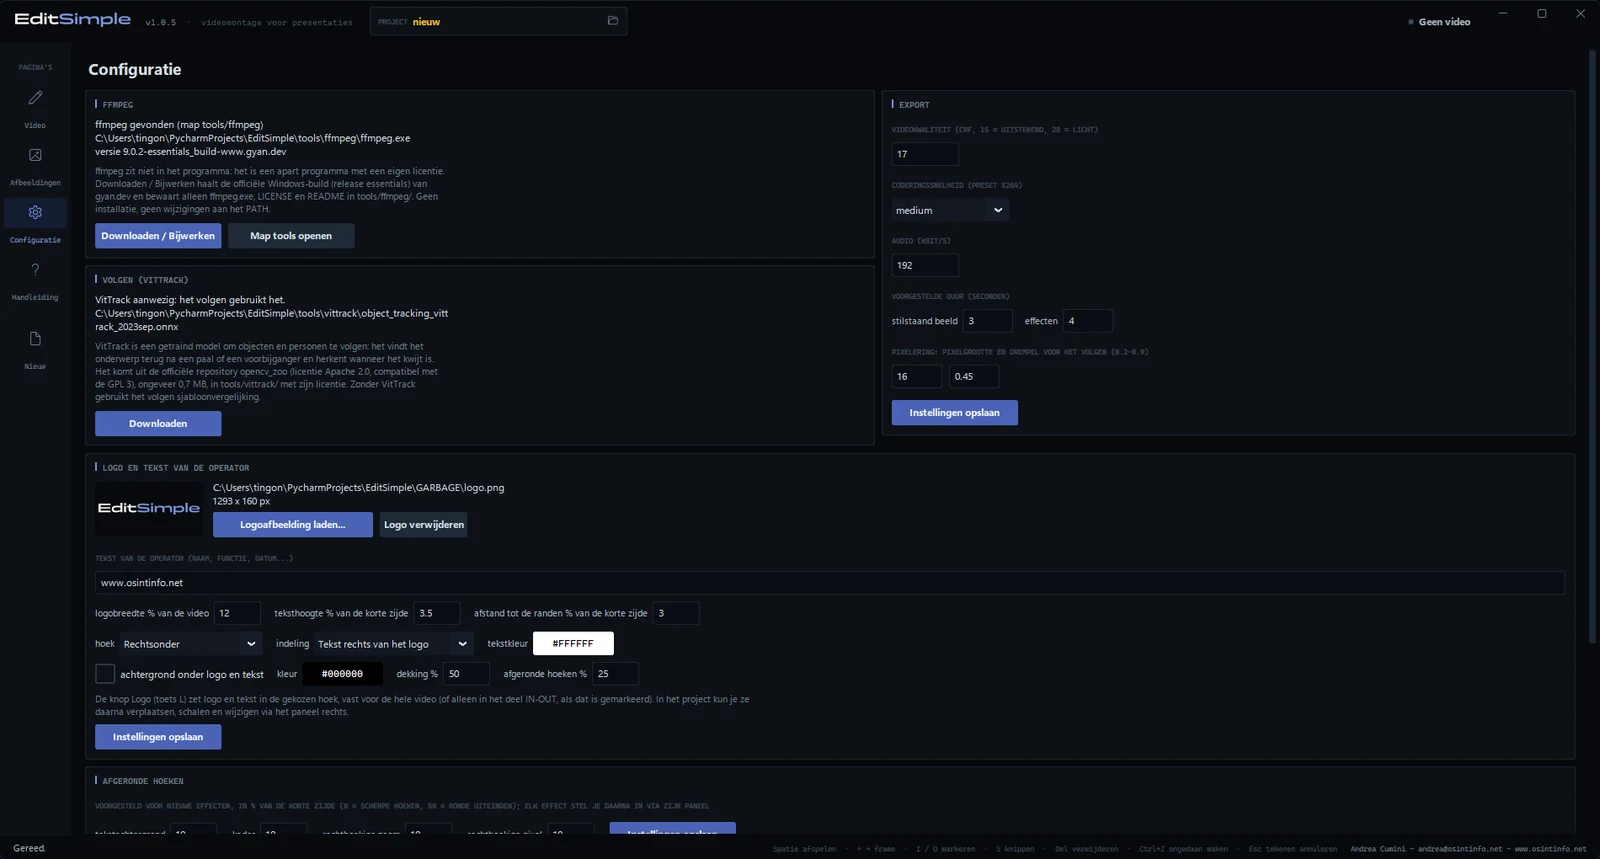 EditSimple v1.0.5 · videomontage voor presentaties
PROJECT nieuw
Geen video
PAGINA'S
Video
Afbeeldingen
Configuratie
Handleiding
Nieuw
Configuratie
FFMPEG
ffmpeg gevonden (map tools/ffmpeg)
C:\Users\tingon\PycharmProjects\EditSimple\tools\ffmpeg\ffmpeg.exe
versie 9.0.2-essentials_build-www.gyan.dev
ffmpeg zit niet in het programma: het is een apart programma met een eigen licentie.
Downloaden / Bijwerken haalt de officiële Windows-build (release essentials) van
gyan.dev en bewaart alleen ffmpeg.exe, LICENSE en README in tools/ffmpeg/. Geen
installatie, geen wijzigingen aan het PATH.
Downloaden / Bijwerken
Map tools openen
VOLGEN (VITTRACK)
VitTrack aanwezig: het volgen gebruikt het.
C:\Users\tingon\PycharmProjects\EditSimple\tools\vittrack\object_tracking_vitt
rack_2023sep.onnx
VitTrack is een getraind model om objecten en personen te volgen: het vindt het
onderwerp terug na een paal of een voorbijganger en herkent wanneer het kwijt is.
Het komt uit de officiële repository opencv_zoo (licentie Apache 2.0, compatibel met
de GPL 3), ongeveer 0,7 MB, in tools/vittrack/ met zijn licentie. Zonder VitTrack
gebruikt het volgen sjabloonvergelijking.
Downloaden
EXPORT
VIDEOKWALITEIT (CRF, 16 = UITSTEKEND, 28 = LICHT)
17
CODERINGSSNELHEID (PRESET X264)
medium
AUDIO (KBIT/S)
192
VOORGESTELDE DUUR (SECONDEN)
stilstaand beeld 3 effecten 4
PIXELERING: PIXELGROOTTE EN DREMPEL VOOR HET VOLGEN (0.2-0.9)
16 0.45
Instellingen opslaan
LOGO EN TEKST VAN DE OPERATOR
EditSimple
C:\Users\tingon\PycharmProjects\EditSimple\GARBAGE\logo.png
1293 x 160 px
Logoafbeelding laden...
Logo verwijderen
TEKST VAN DE OPERATOR (NAAM, FUNCTIE, DATUM...)
www.osintinfo.net
logobreedte % van de video 12 teksthoogte % van de korte zijde 3.5 afstand tot de randen % van de korte zijde 3
hoek Rechtsonder indeling Tekst rechts van het logo tekstkleur #FFFFFF
achtergrond onder logo en tekst kleur #000000 dekking % 50 afgeronde hoeken % 25
De knop Logo (toets L) zet logo en tekst in de gekozen hoek, vast voor de hele video (of alleen in het deel IN-OUT, als dat is gemarkeerd). In het project kun je ze
daarna verplaatsen, schalen en wijzigen via het paneel rechts.
Instellingen opslaan
AFGERONDE HOEKEN
VOORGESTELD VOOR NIEUWE EFFECTEN, IN % VAN DE KORTE ZIJDE (0 = SCHERPE HOEKEN, 50 = RONDE UITEINDEN); ELK EFFECT STEL JE DAARNA IN VIA ZIJN PANEEL
Instellingen opslaan
Gereed.
Spatie afspelen · ← → frame · I / O markeren · S knippen · Del verwijderen · Ctrl+Z ongedaan maken · Esc tekenen annuleren Andrea Cumini — andrea@osintinfo.net — www.osintinfo.net